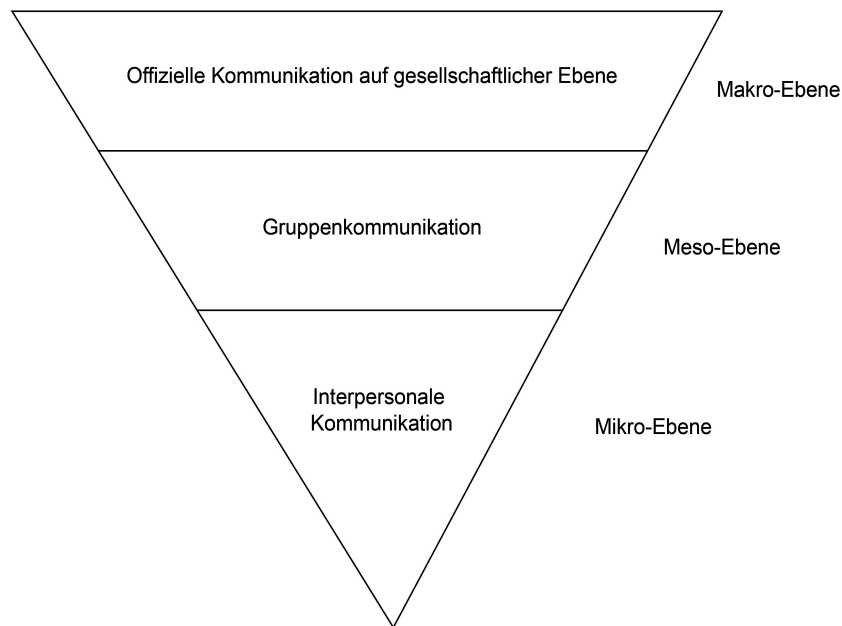 Offizielle Kommunikation auf gesellschaftlicher Ebene
Makro-Ebene
Gruppenkommunikation
Meso-Ebene
Interpersonale
Kommunikation
Mikro-Ebene